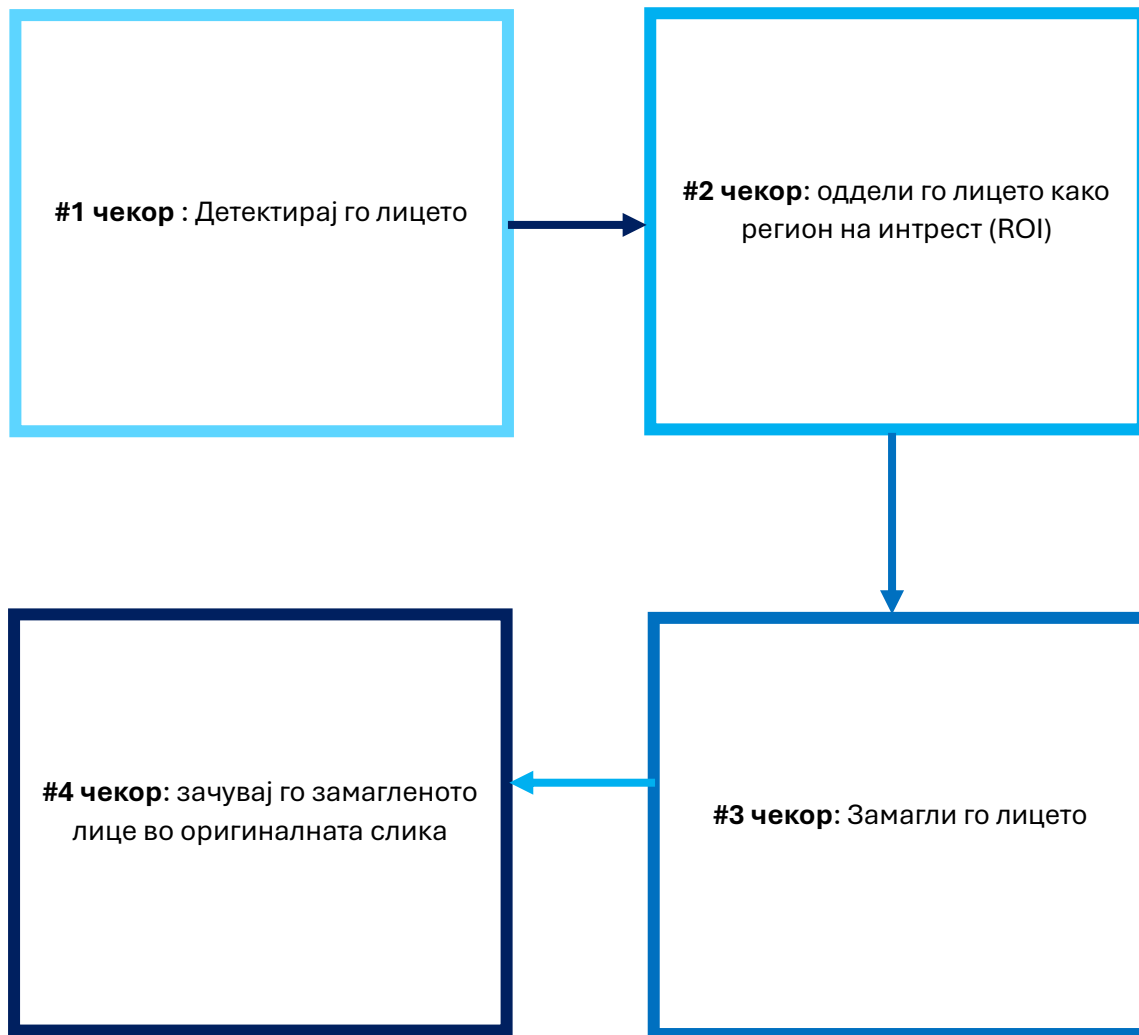 #1 чекор : Детектирај го лицето
#2 чекор: оддели го лицето како
регион на интрест (ROI)
#3 чекор: Замагли го лицето
#4 чекор: зачувај го замагленото
лице во оригиналната слика